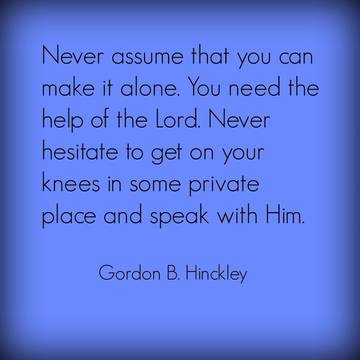 Never assume that you can
make it alone. You need the
help of the Lord. Never
hesitate to get on your
knees in some private
place and speak with Him.
Gordon B. Hinckley